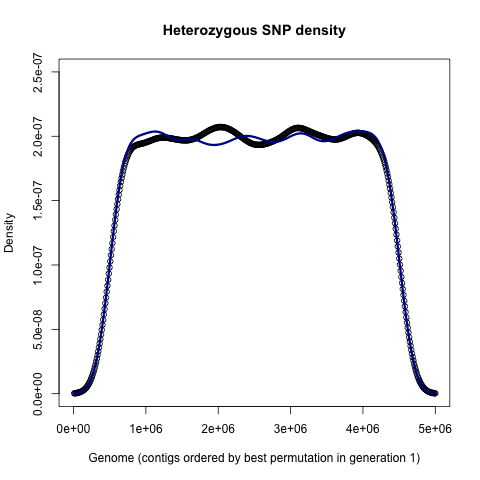 Heterozygous SNP density
Density
2.5e-07
2.0e-07
1.5e-07
1.0e-07
5.0e-08
0.0e+00
0e+00 1e+06 2e+06 3e+06 4e+06 5e+06
Genome (contigs ordered by best permutation in generation 1)